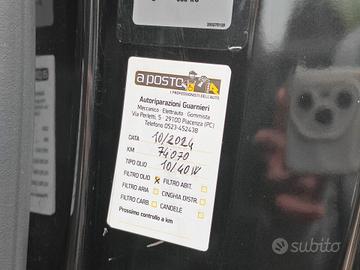 a posto
I PROFESSIONISTI DELL'AUTO
Autoriparazioni Guarnieri
Meccanico - Elettrauto - Gommista
Via Perletti, 5 - 29100 Piacenza (PC)
Telefono 0523-452438
DATA 10/2024
KM 74070
TIPO OLIO 10/40W
FILTRO OLIO FILTRO ABIT.
FILTRO ARIA CINGHIA DISTR.
FILTRO CARB. CANDELE
Prossimo controllo a km
subito